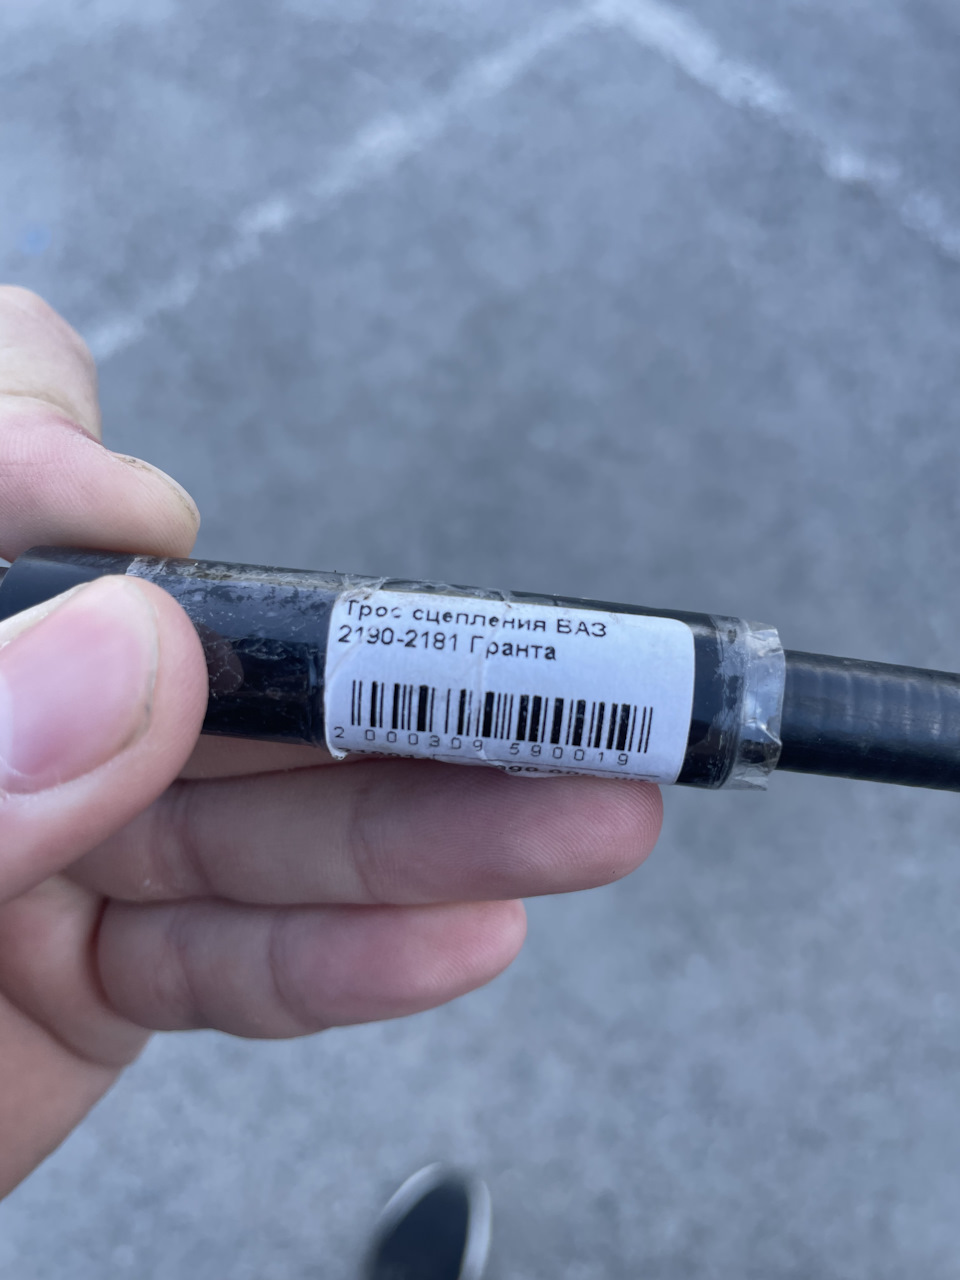 Трос сцепления ВАЗ
2190-2181 Гранта
2 000309 590019